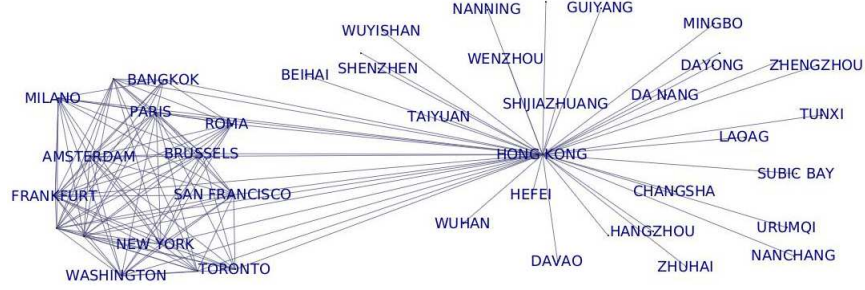 NANNING
GUIYANG
WUYISHAN
MINGBO
BEIHAI
SHENZHEN
WENZHOU
DAYONG
ZHENGZHOU
BANGKOK
MILANO
PARIS
ROMA
TAIYUAN
SHIJIAZHUANG
DA NANG
TUNXI
LAOAG
AMSTERDAM
BRUSSELS
HONG KONG
SUBIC BAY
FRANKFURT
SAN FRANCISCO
HEFEI
CHANGSHA
WUHAN
HANGZHOU
URUMQI
NEW YORK
WASHINGTON
TORONTO
DAVAO
ZHUHAI
NANCHANG